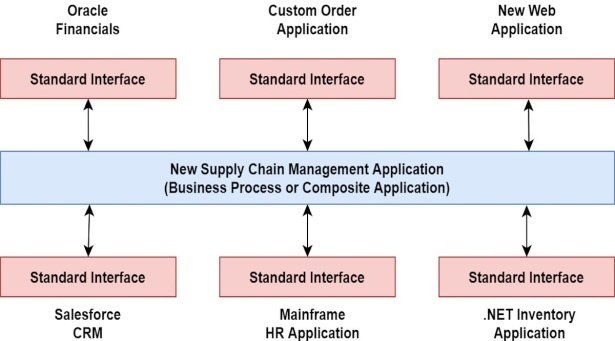 Oracle
Financials
Custom Order
Application
New Web
Application
Standard Interface
Standard Interface
Standard Interface
New Supply Chain Management Application
(Business Process or Composite Application)
Standard Interface
Standard Interface
Standard Interface
Salesforce
CRM
Mainframe
HR Application
.NET Inventory
Application